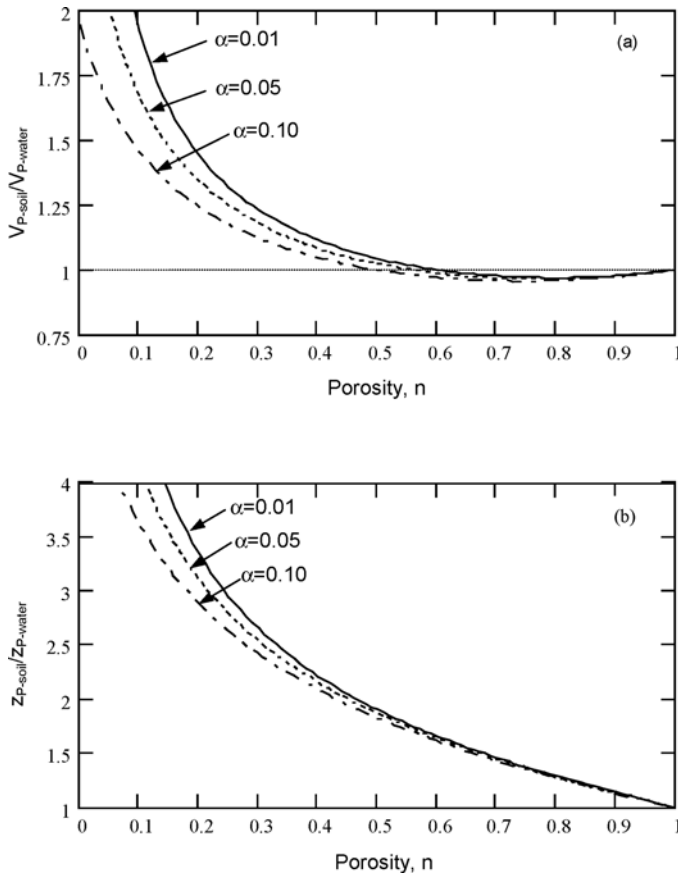 2
(a)
α=0.01
1.75
α=0.05
1.5
α=0.10
V_P-soil/V_P-water
1.25
1
0.75
0 0.1 0.2 0.3 0.4 0.5 0.6 0.7 0.8 0.9 1
Porosity, n
4
(b)
α=0.01
3.5
α=0.05
3
α=0.10
z_P-soil/z_P-water
2.5
2
1.5
1
0 0.1 0.2 0.3 0.4 0.5 0.6 0.7 0.8 0.9 1
Porosity, n